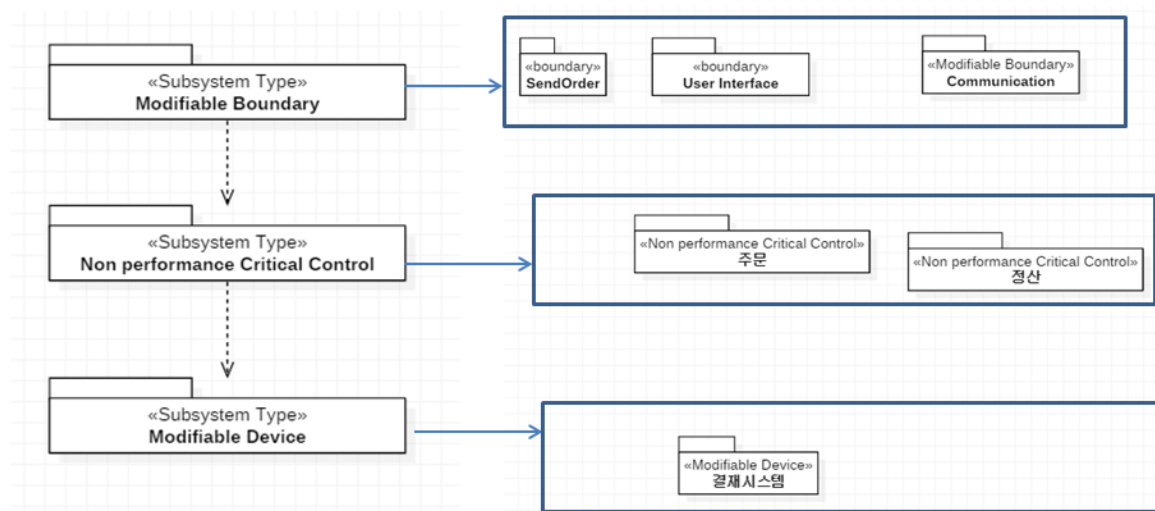 «Subsystem Type»
Modifiable Boundary
«boundary»
SendOrder
«boundary»
User Interface
«Modifiable Boundary»
Communication
«Subsystem Type»
Non performance Critical Control
«Non performance Critical Control»
주문
«Non performance Critical Control»
정산
«Subsystem Type»
Modifiable Device
«Modifiable Device»
결재시스템